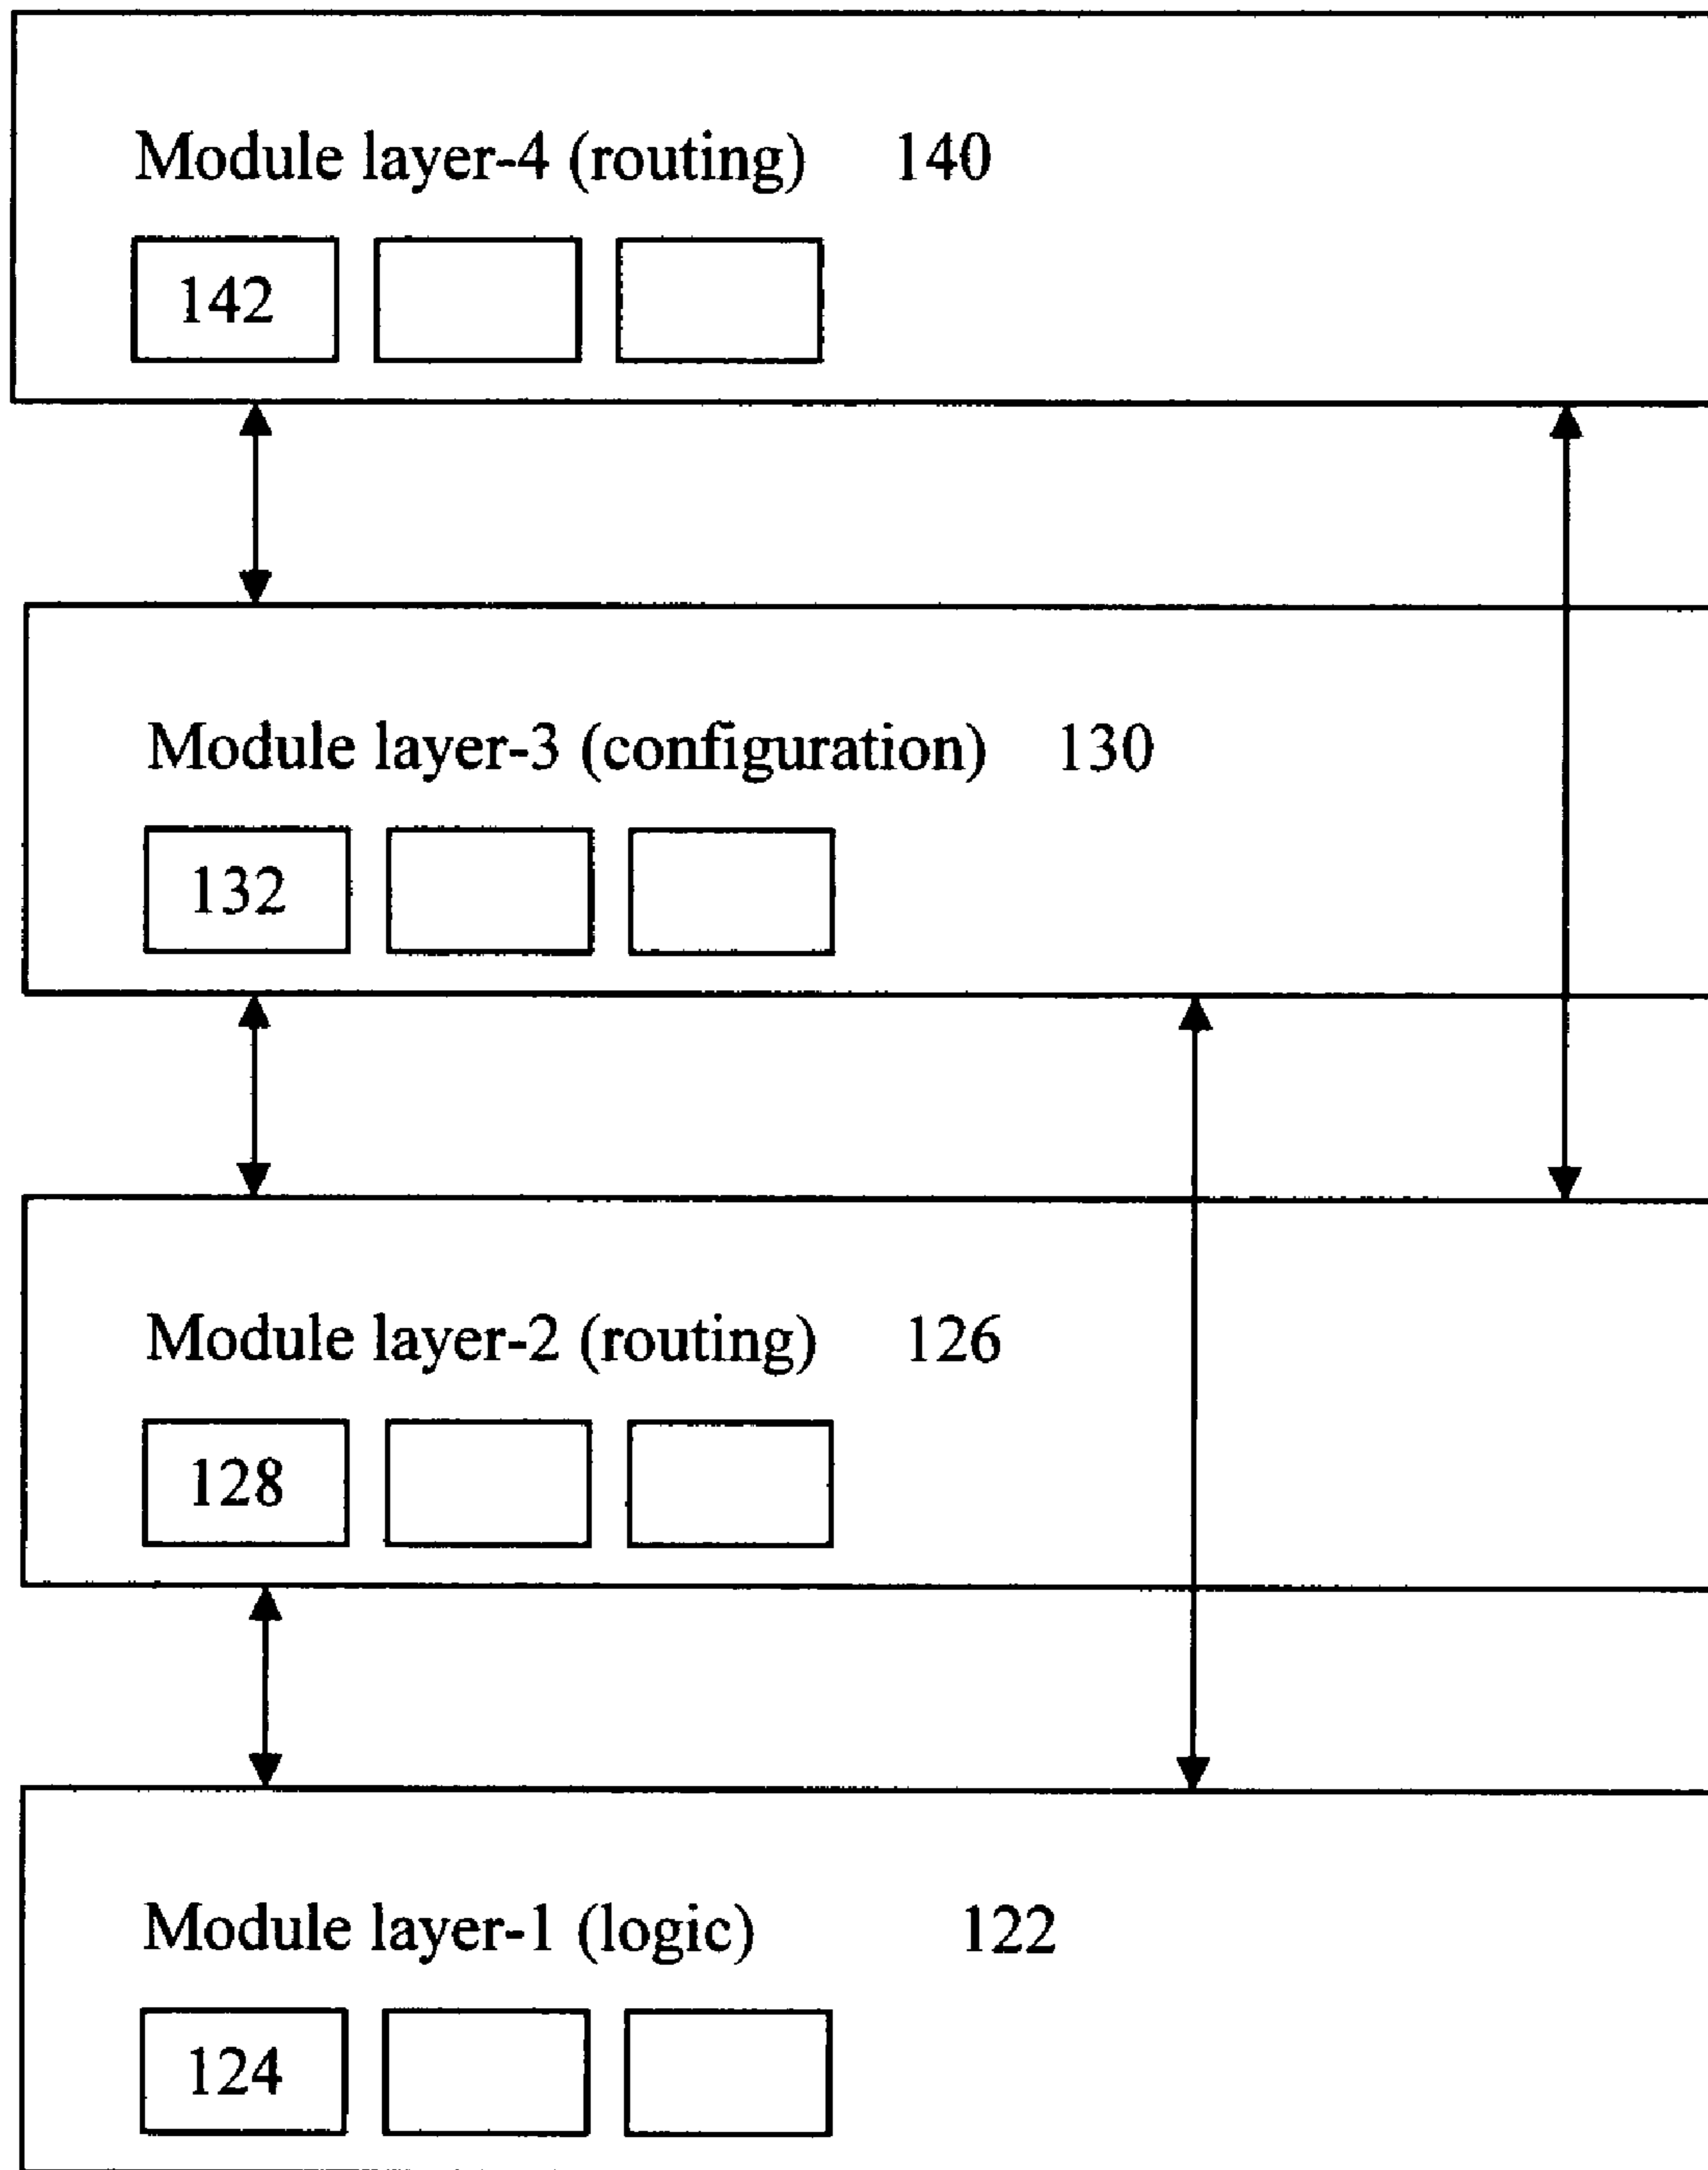 Module layer-4 (routing) 140
142
Module layer-3 (configuration) 130
132
Module layer-2 (routing) 126
128
Module layer-1 (logic) 122
124